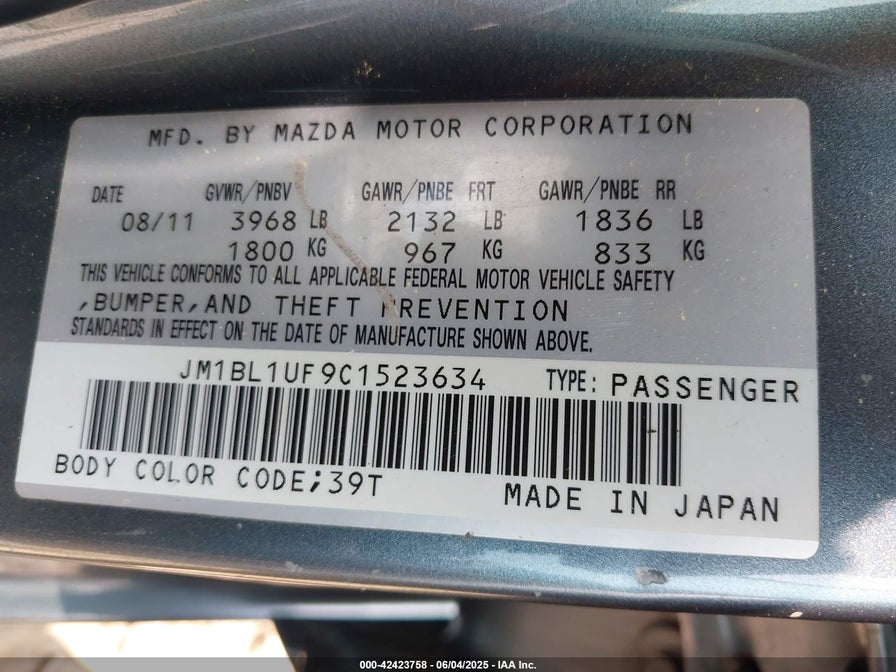 MFD. BY MAZDA MOTOR CORPORATION
DATE GVWR/PNBV GAWR/PNBE FRT GAWR/PNBE RR
08/11 3968 LB 2132 LB 1836 LB
1800 KG 967 KG 833 KG
THIS VEHICLE CONFORMS TO ALL APPLICABLE FEDERAL MOTOR VEHICLE SAFETY
,BUMPER,AND THEFT PREVENTION
STANDARDS IN EFFECT ON THE DATE OF MANUFACTURE SHOWN ABOVE.
JM1BL1UF9C1523634 TYPE: PASSENGER
BODY COLOR CODE;39T
MADE IN JAPAN
000-42423758 - 06/04/2025 - IAA Inc.